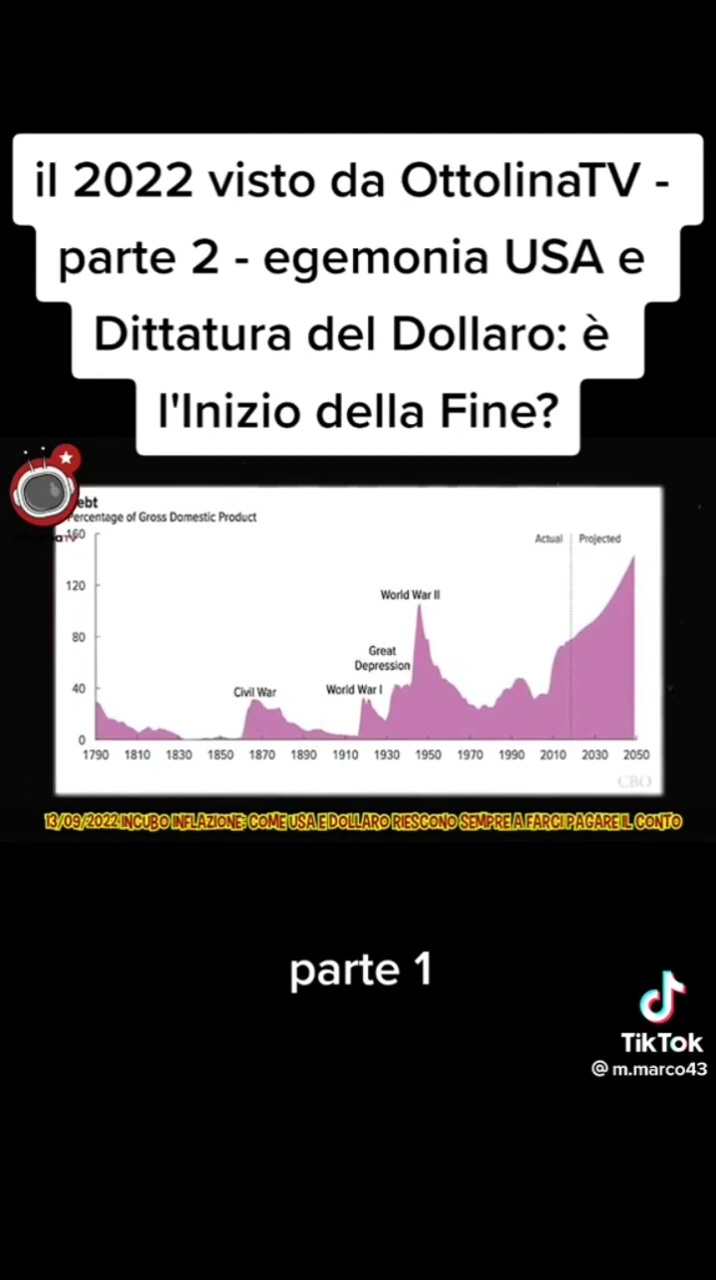 il 2022 visto da OttolinaTV -
parte 2 - egemonia USA e
Dittatura del Dollaro: è
l'Inizio della Fine?
ebt
Percentage of Gross Domestic Product
160
Actual
Projected
120
World War II
80
Great
Depression
40
Civil War
World War I
0
1790 1810 1830 1850 1870 1890 1910 1930 1950 1970 1990 2010 2030 2050
CBO
13/09/2022 INCUBO INFLAZIONE: COME USA E DOLLARO RIESCONO SEMPRE A FARCI PAGARE IL CONTO
parte 1
TikTok
@m.marco43